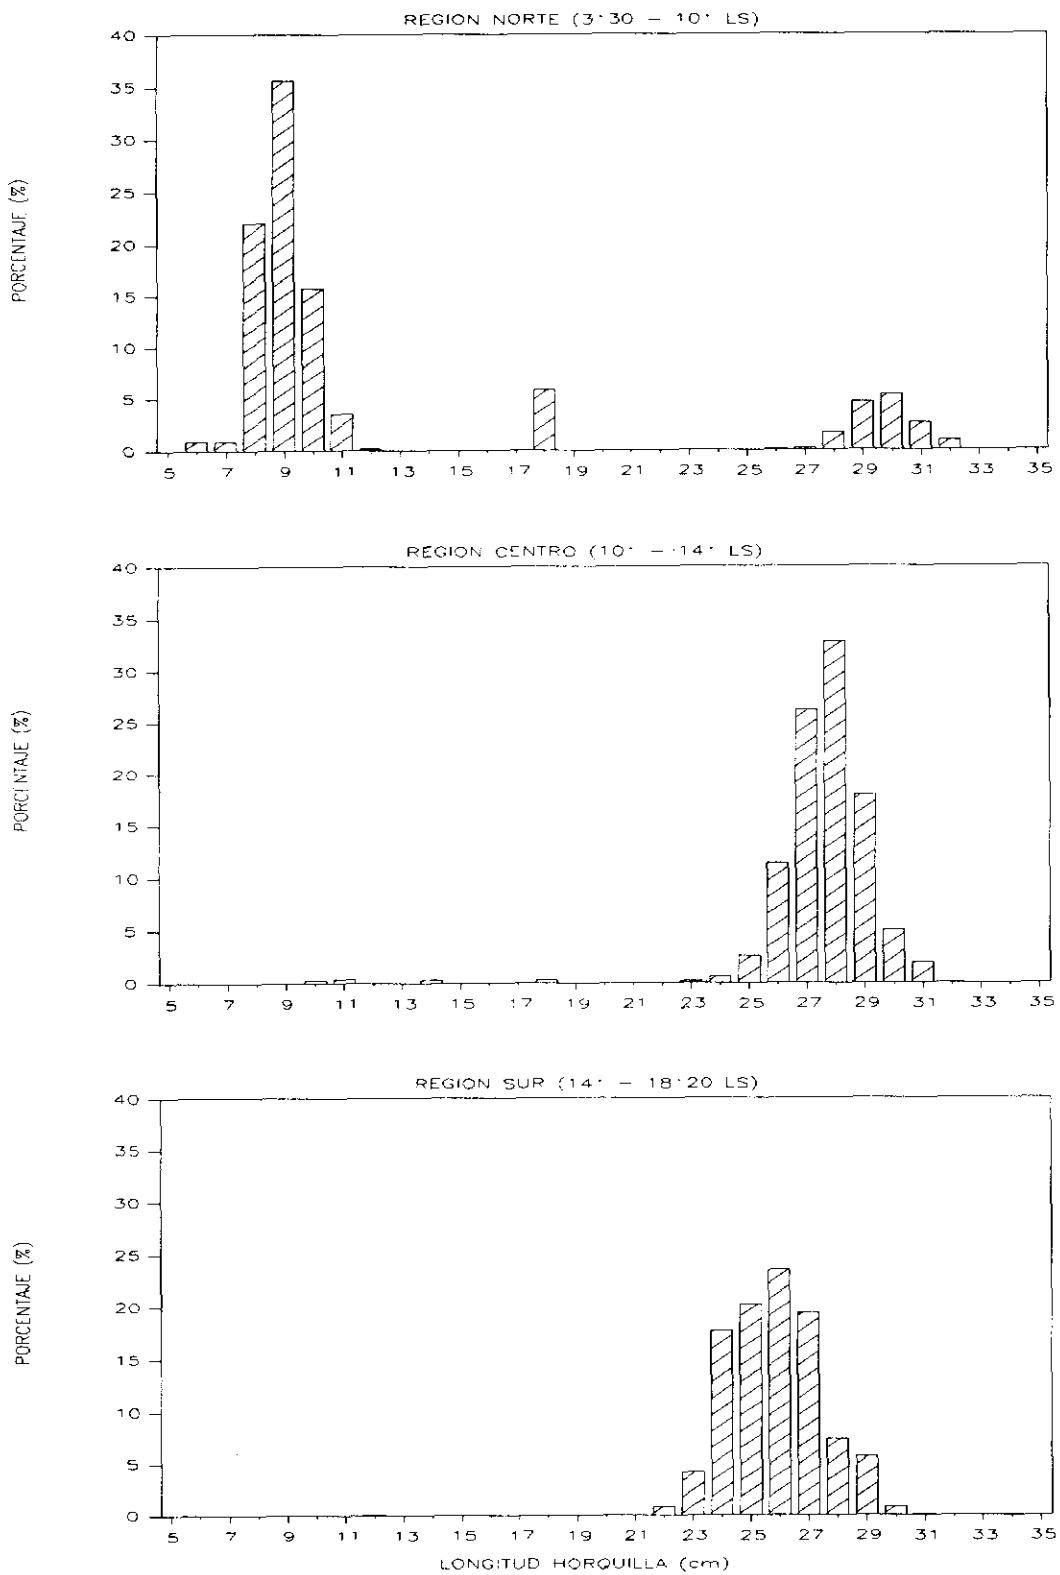 REGION NORTE (3°30 – 10° LS)
PORCENTAJE (%)
40
35
30
25
20
15
10
5
0
5 7 9 11 13 15 17 19 21 23 25 27 29 31 33 35
REGION CENTRO (10° – 14° LS)
PORCENTAJE (%)
40
35
30
25
20
15
10
5
0
5 7 9 11 13 15 17 19 21 23 25 27 29 31 33 35
REGION SUR (14° – 18°20 LS)
PORCENTAJE (%)
40
35
30
25
20
15
10
5
0
5 7 9 11 13 15 17 19 21 23 25 27 29 31 33 35
LONGITUD HORQUILLA (cm)